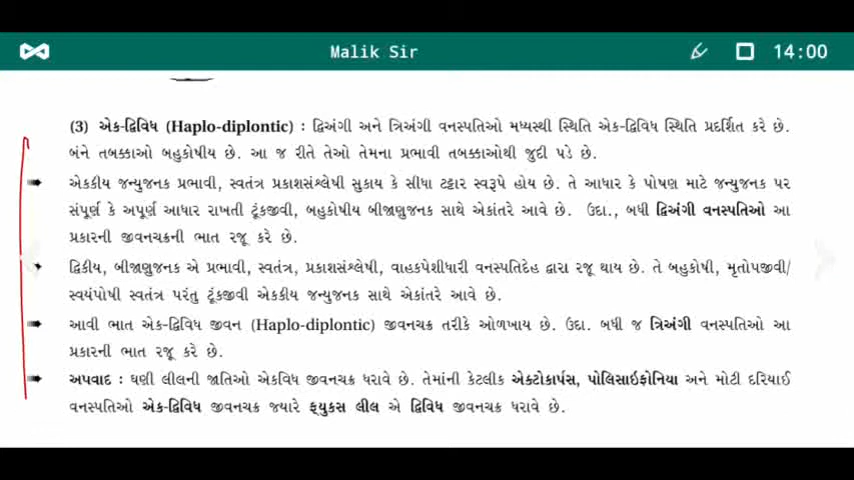 Malik Sir
14:00
(3) એક-દ્વિવિધ (Haplo-diplontic) : દ્વિઅંગી અને ત્રિઅંગી વનસ્પતિઓ મધ્યસ્થી સ્થિતિ એક-દ્વિવિધ સ્થિતિ પ્રદર્શિત કરે છે.
બંને તબક્કાઓ બહુકોષીય છે. આ જ રીતે તેઓ તેમના પ્રભાવી તબક્કાઓથી જુદી પડે છે.
એકકીય જન્યુજનક પ્રભાવી, સ્વતંત્ર પ્રકાશસંશ્લેષી સુકાય કે સીધા ટટ્ટાર સ્વરૂપે હોય છે. તે આધાર કે પોષણ માટે જન્યુજનક પર
સંપૂર્ણ કે અપૂર્ણ આધાર રાખતી ટૂંકજીવી, બહુકોષીય બીજાણુજનક સાથે એકાંતરે આવે છે. ઉદા., બધી દ્વિઅંગી વનસ્પતિઓ આ
પ્રકારની જીવનચક્રની ભાત રજૂ કરે છે.
દ્વિકીય, બીજાણુજનક એ પ્રભાવી, સ્વતંત્ર, પ્રકાશસંશ્લેષી, વાહકપેશીધારી વનસ્પતિદેહ દ્વારા રજૂ થાય છે. તે બહુકોષી, મૃતોપજીવી/
સ્વયંપોષી સ્વતંત્ર પરંતુ ટૂંકજીવી એકકીય જન્યુજનક સાથે એકાંતરે આવે છે.
આવી ભાત એક-દ્વિવિધ જીવન (Haplo-diplontic) જીવનચક્ર તરીકે ઓળખાય છે. ઉદા. બધી જ ત્રિઅંગી વનસ્પતિઓ આ
પ્રકારની ભાત રજૂ કરે છે.
અપવાદ : ઘણી લીલની જાતિઓ એકવિધ જીવનચક્ર ધરાવે છે. તેમાંની કેટલીક એક્ટોકાર્પસ, પોલિસાઇફોનિયા અને મોટી દરિયાઈ
વનસ્પતિઓ એક-દ્વિવિધ જીવનચક્ર જ્યારે ફ્યુકસ લીલ એ દ્વિવિધ જીવનચક્ર ધરાવે છે.